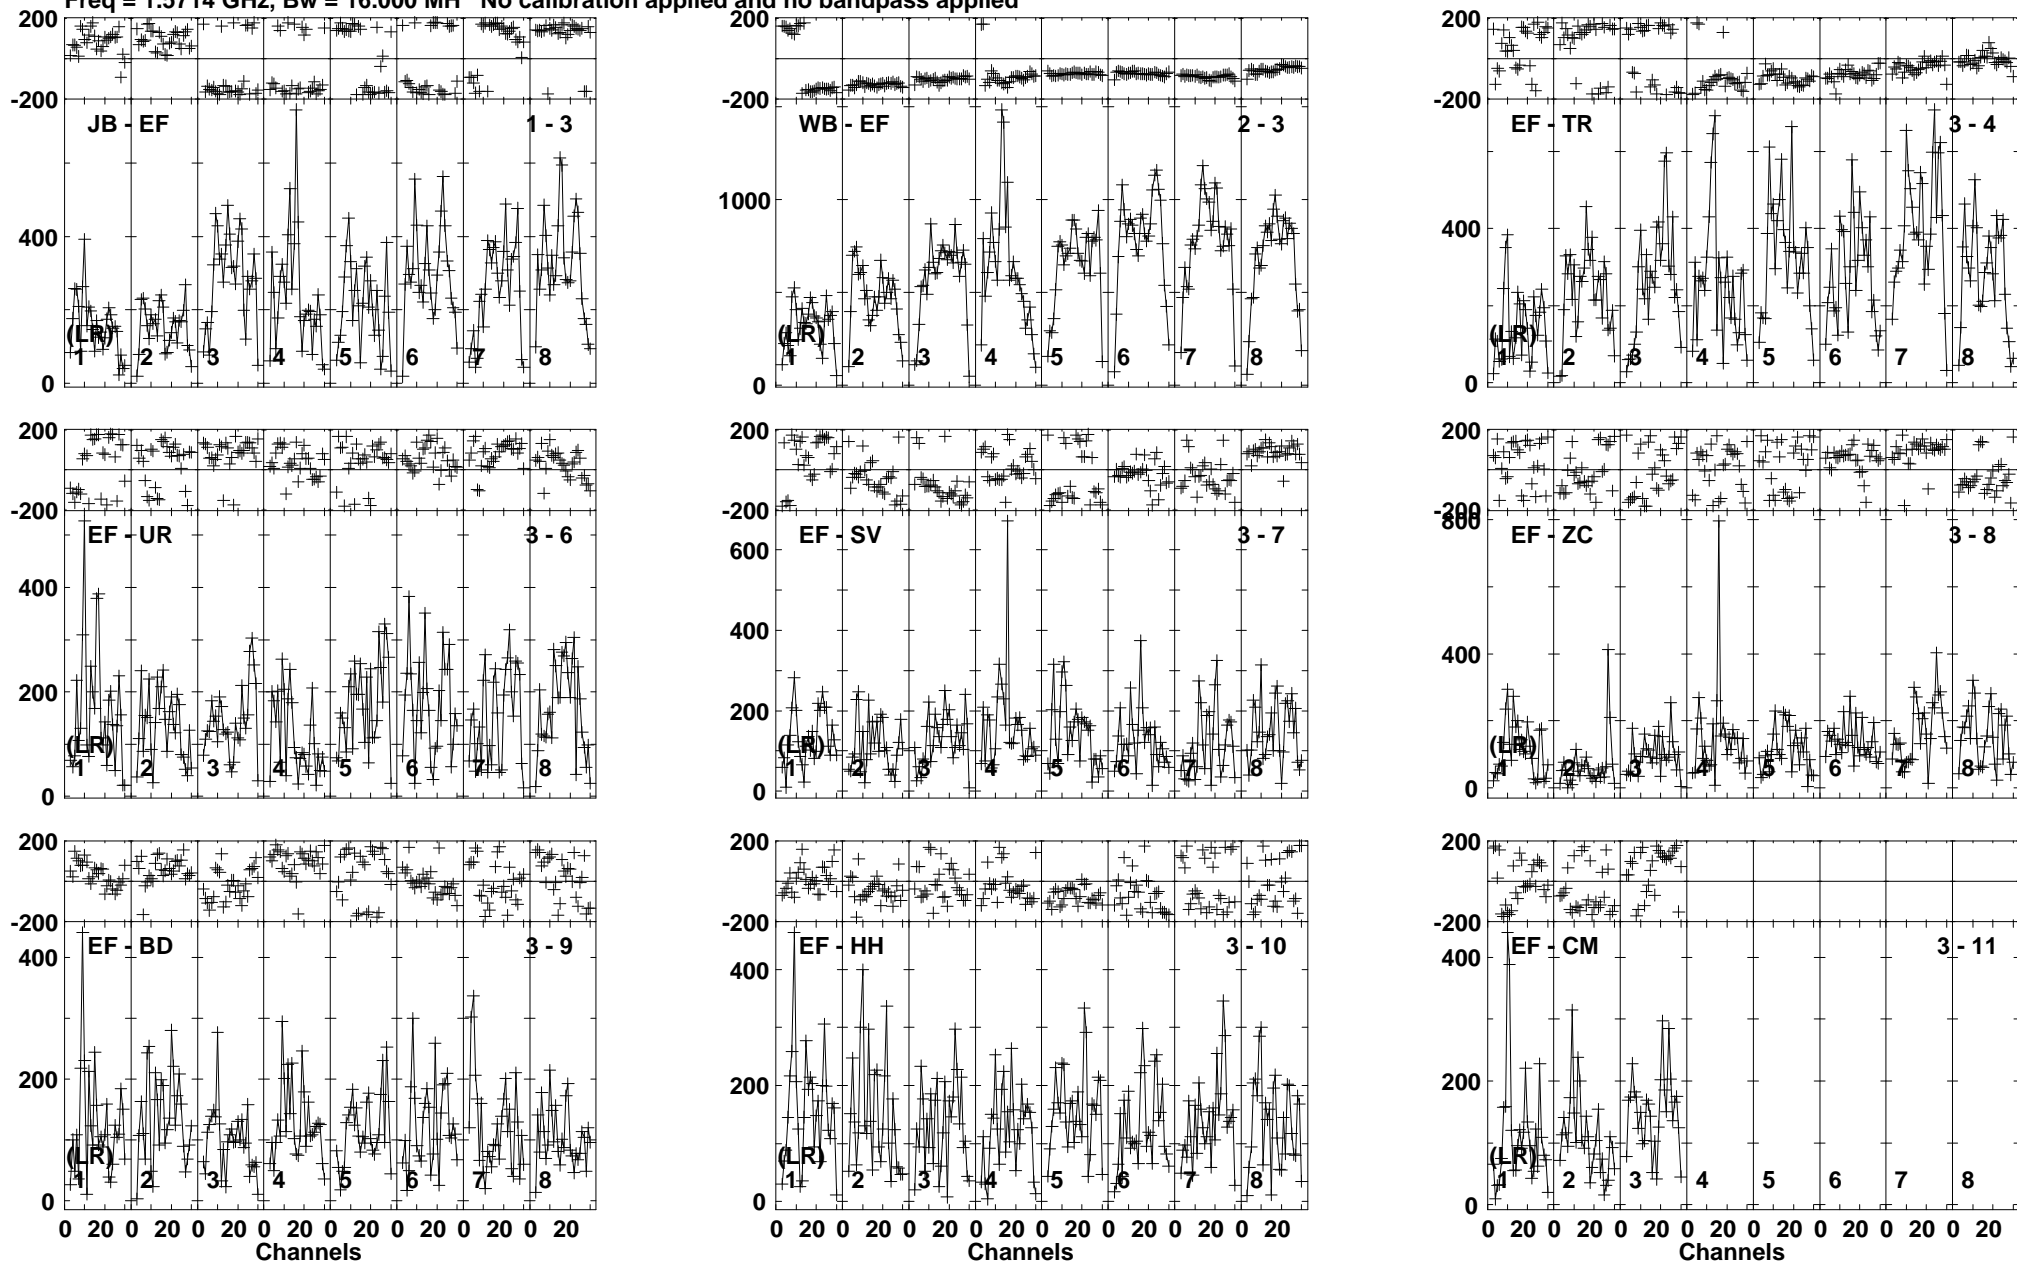 Freq = 1.5714 GHz, Bw = 16.000 MH No calibration applied and no bandpass applied
200
-200
JB - EF 1 - 3
400
0
(LR)
1 2 3 4 5 6 7 8
WB - EF 2 - 3
1000
0
(LR)
1 2 3 4 5 6 7 8
200
-200
EF - TR 3 - 4
400
0
(LR)
1 2 3 4 5 6 7 8
200
-200
EF - UR 3 - 6
400
200
0
(LR)
1 2 3 4 5 6 7 8
200
-200
EF - SV 3 - 7
600
400
200
0
(LR)
1 2 3 4 5 6 7 8
200
-200
800
EF - ZC 3 - 8
400
0
(LR)
1 2 3 4 5 6 7 8
200
-200
EF - BD 3 - 9
400
200
0
(LR)
1 2 3 4 5 6 7 8
0 20 0 20 0 20 0 20 0 20 0 20 0 20 0 20
Channels
200
-200
EF - HH 3 - 10
400
200
0
(LR)
1 2 3 4 5 6 7 8
0 20 0 20 0 20 0 20 0 20 0 20 0 20 0 20
Channels
200
-200
EF - CM 3 - 11
400
200
0
(LR)
1 2 3 4 5 6 7 8
0 20 0 20 0 20 0 20 0 20 0 20 0 20 0 20
Channels